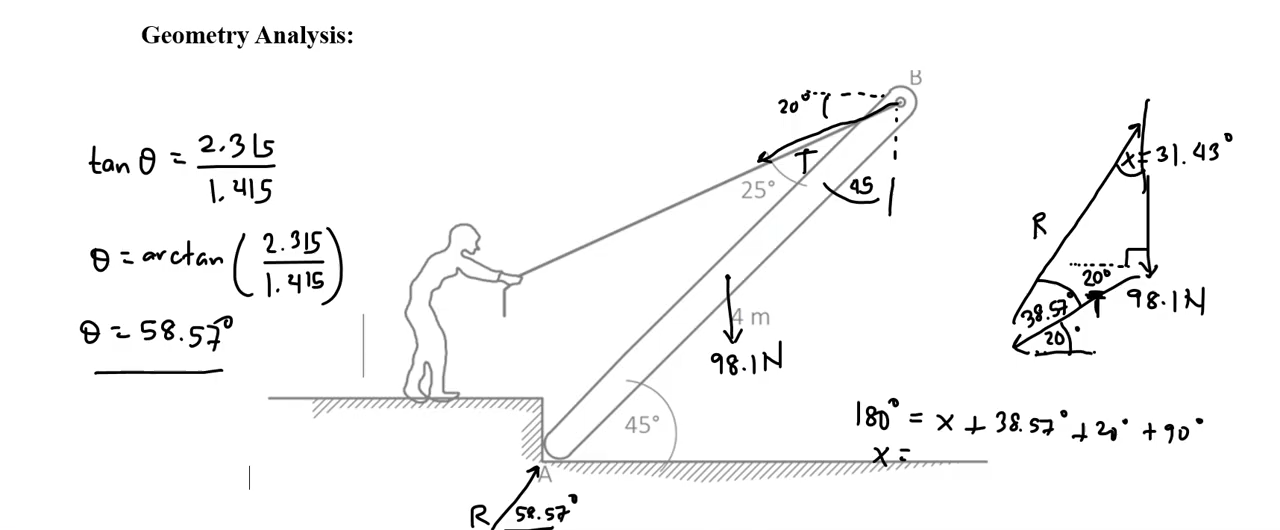 Geometry Analysis:
tan θ = 2.315 / 1.415
θ = arctan ( 2.315 / 1.415 )
θ = 58.57°
B
20°
T
25°
45
4 m
98.1N
45°
A
R
58.57°
x = 31.43°
R
20°
38.57°
T
98.1N
20°
180° = x + 38.57° + 20° + 90°
x =